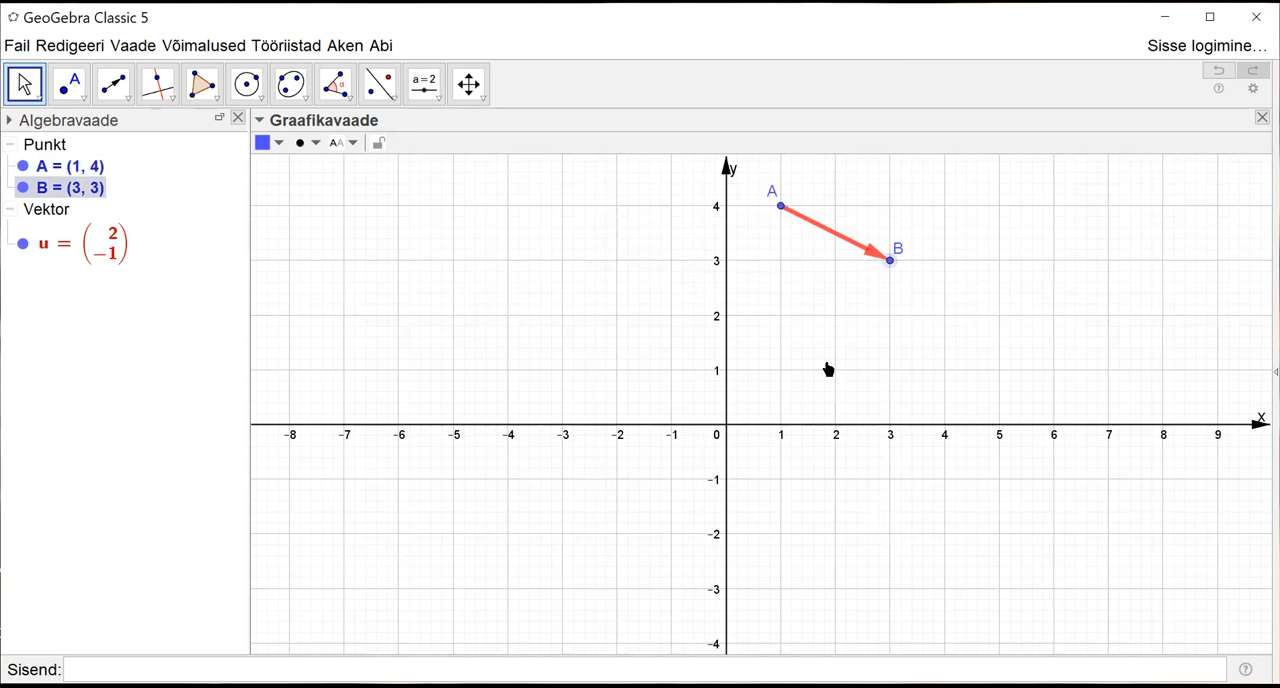 GeoGebra Classic 5
Fail Redigeeri Vaade Võimalused Tööriistad Aken Abi
Sisse logimine...
A
α
a = 2
Algebravaade
Graafikavaade
Punkt
A = (1, 4)
B = (3, 3)
Vektor
u = ( 2
−1 )
AA
y
A
4
B
3
2
1
x
−8 −7 −6 −5 −4 −3 −2 −1 0 1 2 3 4 5 6 7 8 9
−1
−2
−3
−4
Sisend: